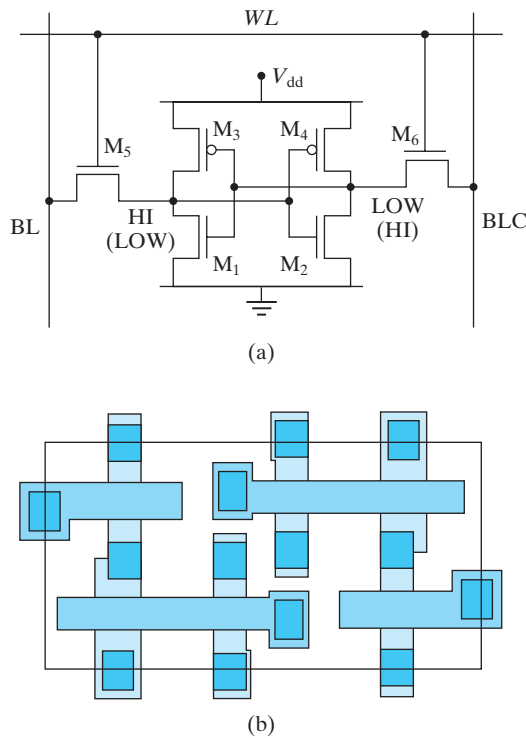 WL
V_dd
M_3
M_4
M_5
M_6
BL
HI
(LOW)
LOW
(HI)
BLC
M_1
M_2
(a)
(b)